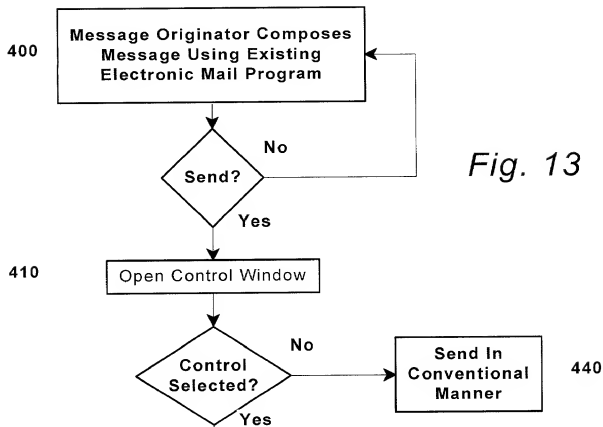 400
Message Originator Composes
Message Using Existing
Electronic Mail Program
No
Send?
Fig. 13
Yes
410
Open Control Window
No
Control
Selected?
Send In
Conventional
Manner
440
Yes